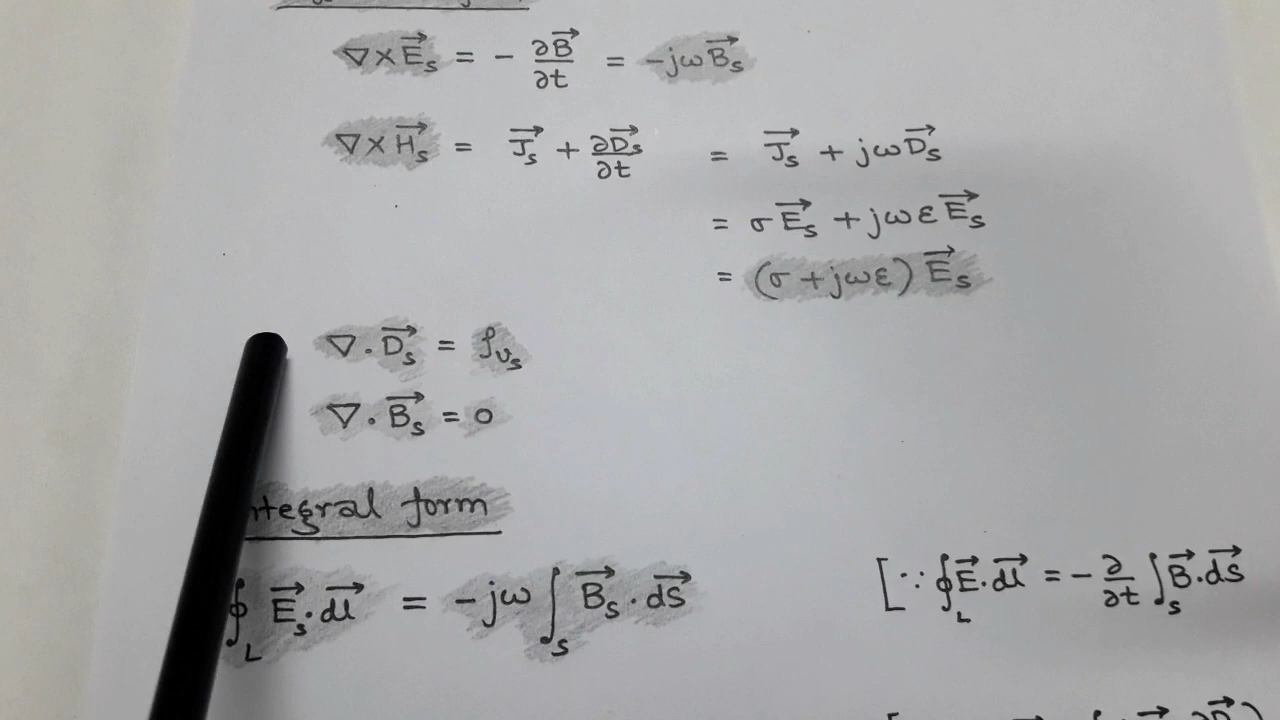 ∇×E⃗s = - ∂B⃗/∂t = -jωB⃗s
∇×H⃗s = J⃗s + ∂D⃗s/∂t = J⃗s + jωD⃗s
= σE⃗s + jωεE⃗s
= (σ+jωε) E⃗s
∇.D⃗s = ρvs
∇.B⃗s = 0
ntegral form
∮L E⃗s.dl⃗ = -jω ∫s B⃗s.ds⃗ [∵ ∮L E⃗.dl⃗ = - ∂/∂t ∫s B⃗.ds⃗